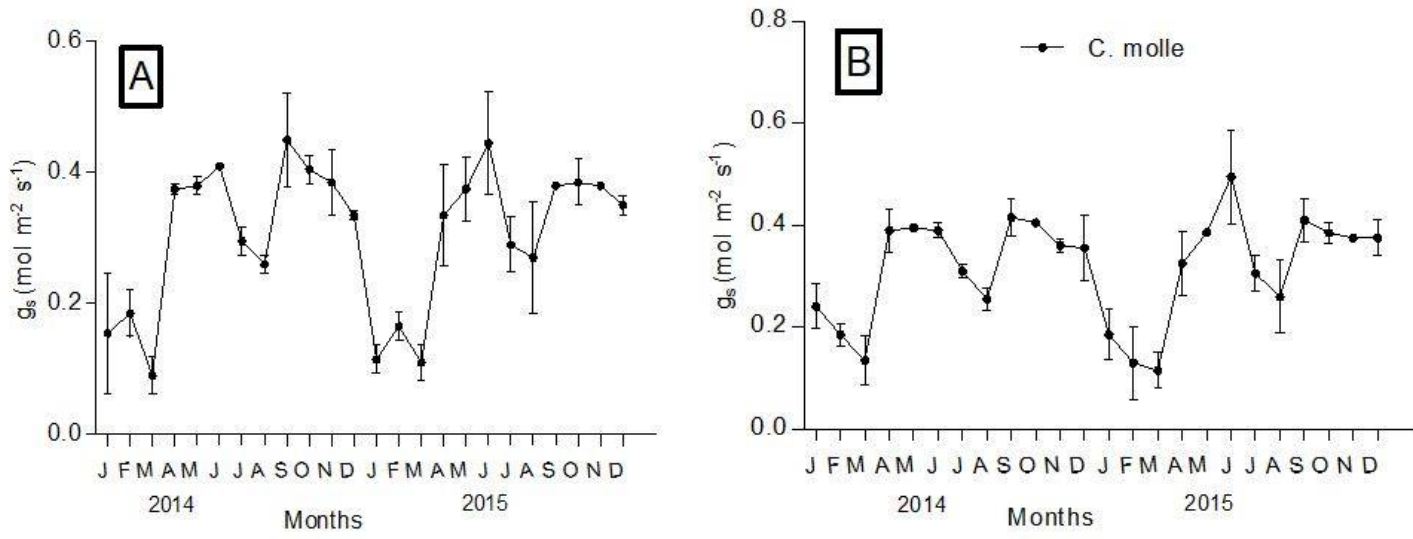 A
0.6
0.4
0.2
0.0
gs (mol m-2 s-1)
J F M A M J J A S O N D J F M A M J J A S O N D
2014 2015
Months
B
C. molle
0.8
0.6
0.4
0.2
0.0
gs (mol m-2 s-1)
J F M A M J J A S O N D J F M A M J J A S O N D
2014 2015
Months